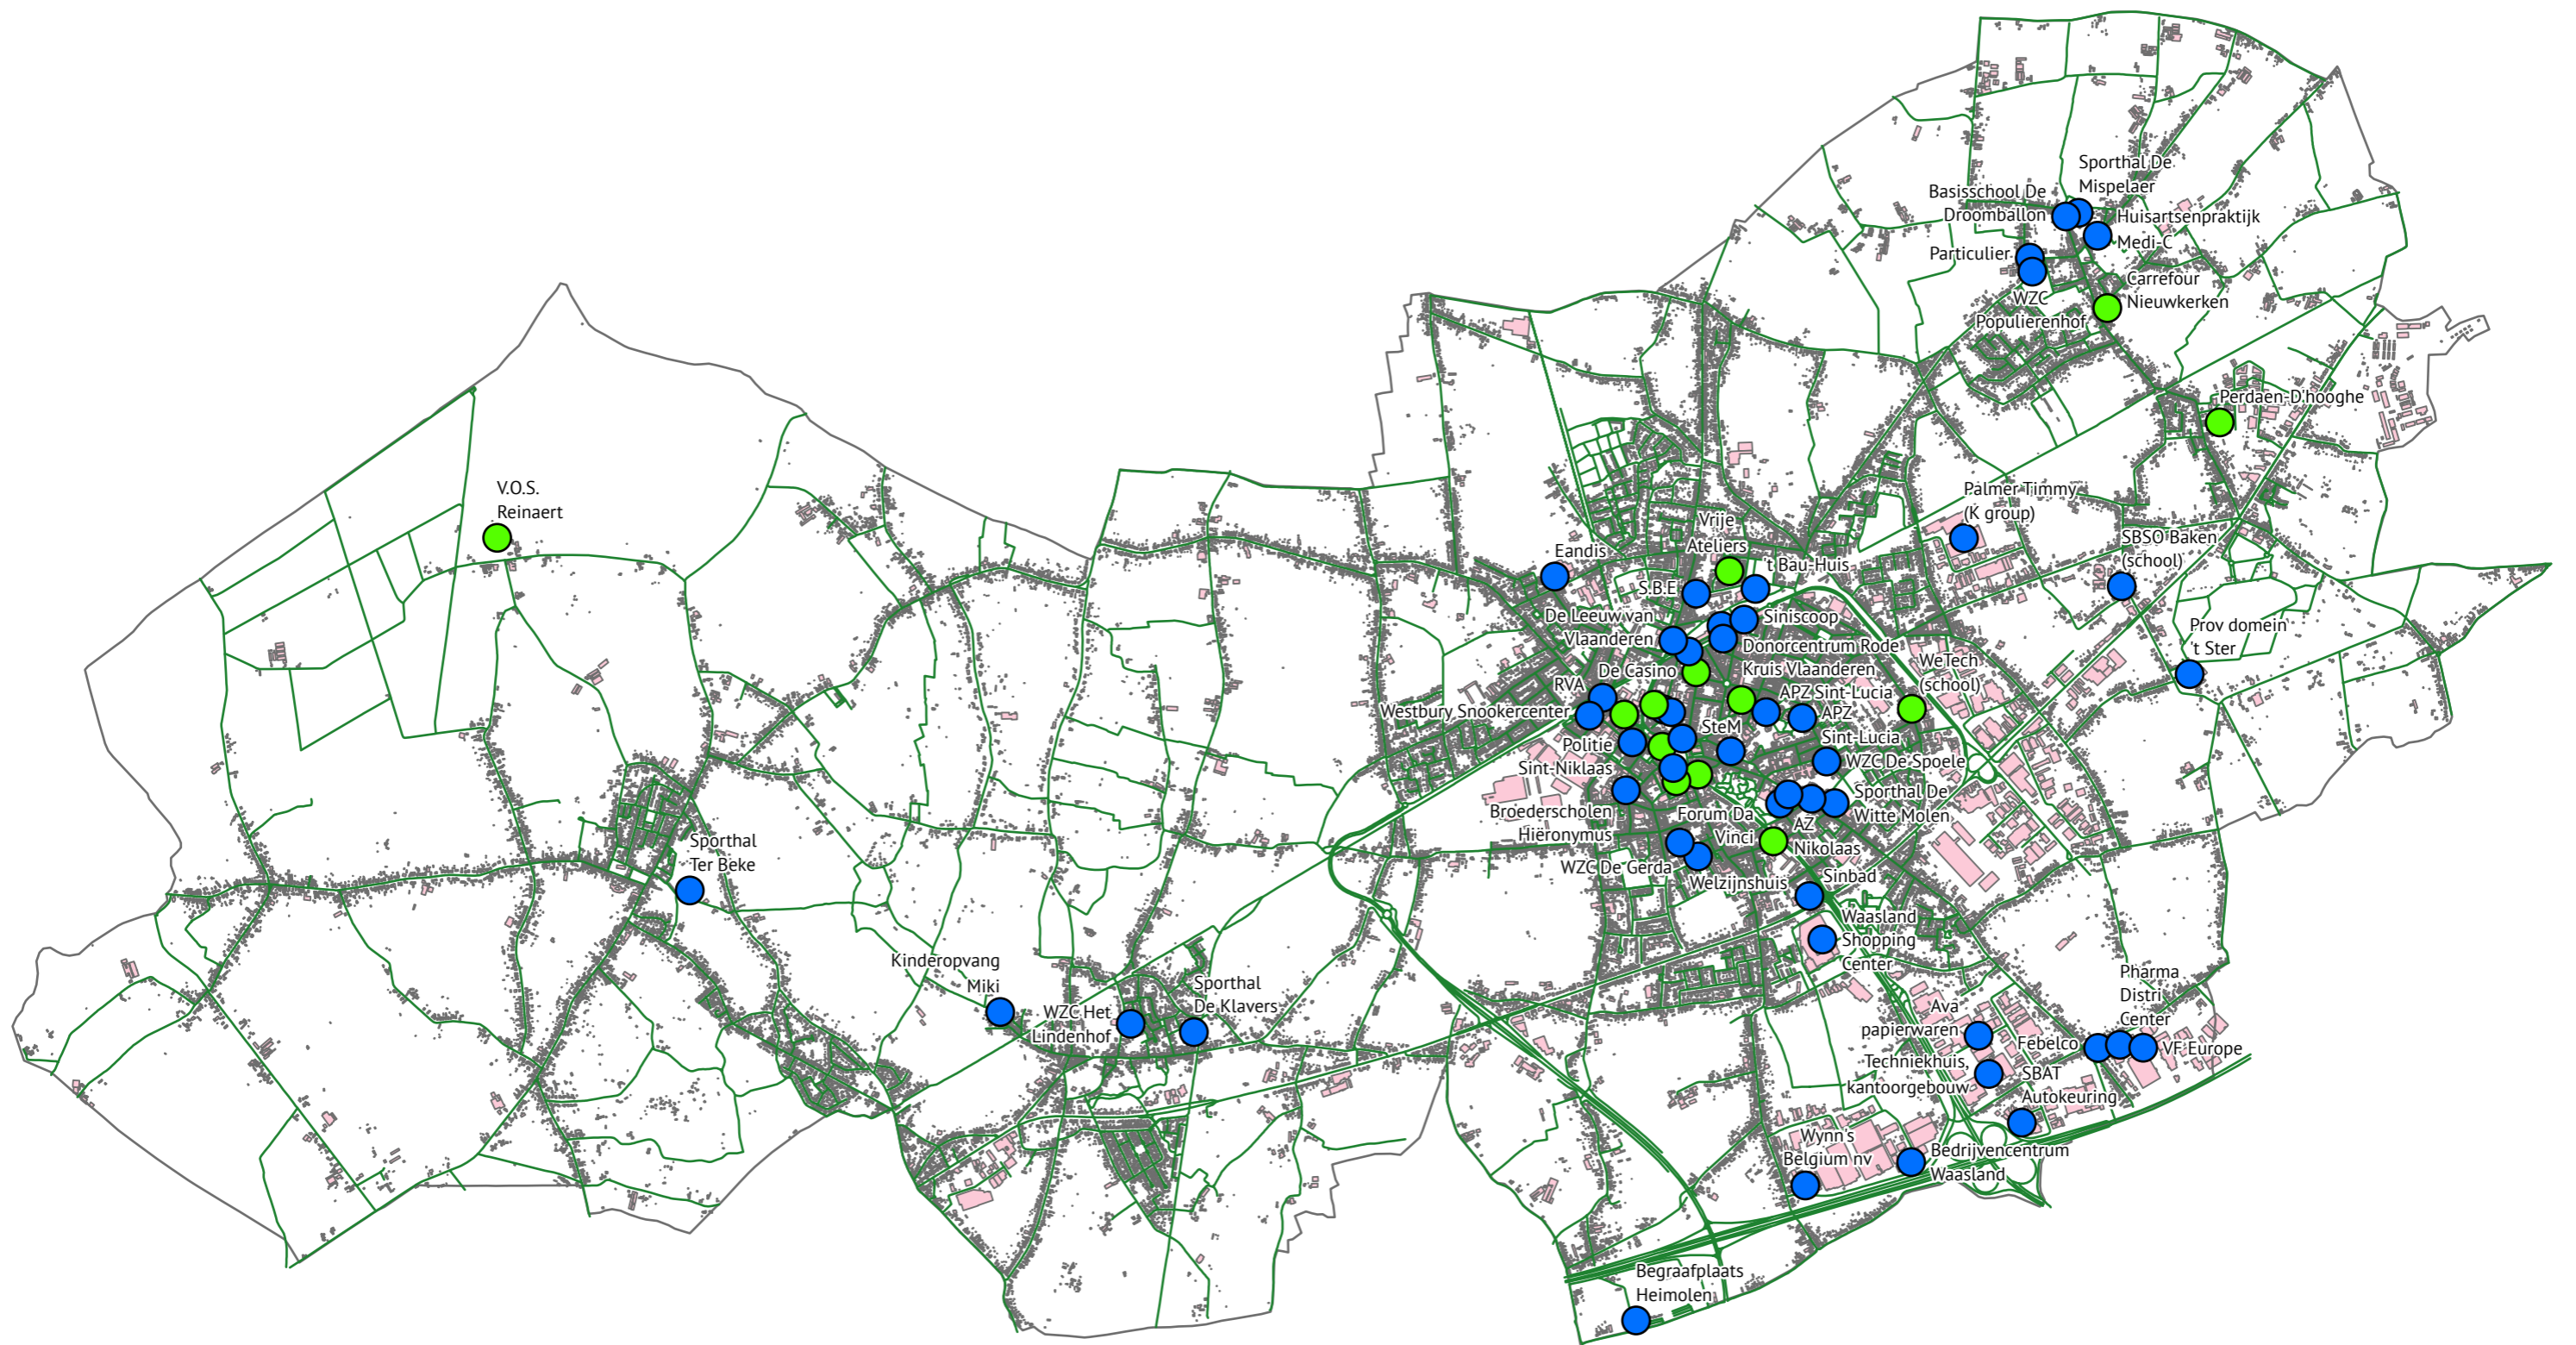 Sporthal De
Mispelaer
Basisschool De
Droomballon
Huisartsenpraktijk
Medi-C
Particulier
Carrefour
Nieuwkerken
WZC
Populierenhof
Perdaen-D'hooghe
V.O.S.
Reinaert
Palmer Timmy
(K group)
SBSO Baken
(school)
Vrije
Ateliers
Eandis
't Bau-Huis
S.B.E
De Leeuw van
Vlaanderen
Siniscoop
Donorcentrum Rode
Kruis Vlaanderen
Prov domein
't Ster
De Casino
WeTech
(school)
RVA
APZ Sint-Lucia
Westbury Snookercenter
APZ
Sint-Lucia
SteM
Politie
Sint-Niklaas
WZC De Spoele
Sporthal De
Witte Molen
Broederscholen
Hiëronymus
Forum Da
Vinci
AZ
Nikolaas
Sporthal
Ter Beke
WZC De Gerda
Welzijnshuis
Sinbad
Waasland
Shopping
Center
Kinderopvang
Miki
Sporthal
De Klavers
WZC Het
Lindenhof
Pharma
Distri
Center
Ava
papierwaren
Febelco
VF Europe
Techniekhuis,
kantoorgebouw
SBAT
Autokeuring
Wynn's
Belgium nv
Bedrijvencentrum
Waasland
Begraafplaats
Heimolen